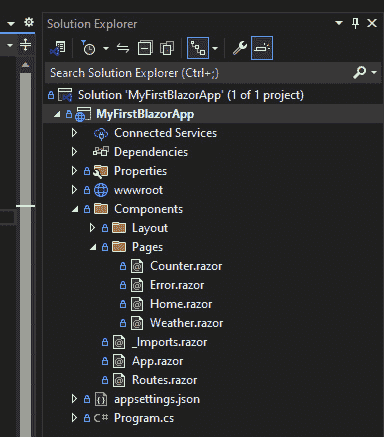 Solution Explorer
Search Solution Explorer (Ctrl+;)
Solution 'MyFirstBlazorApp' (1 of 1 project)
MyFirstBlazorApp
Connected Services
Dependencies
Properties
wwwroot
Components
Layout
Pages
Counter.razor
Error.razor
Home.razor
Weather.razor
_Imports.razor
App.razor
Routes.razor
appsettings.json
C# Program.cs